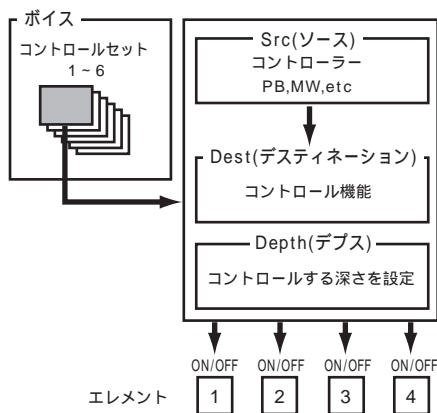 ボイス
コントロールセット
1 ~ 6
Src(ソース)
コントローラー
PB,MW,etc
Dest(デスティネーション)
コントロール機能
Depth(デプス)
コントロールする深さを設定
ON/OFF ON/OFF ON/OFF ON/OFF
エレメント 1 2 3 4